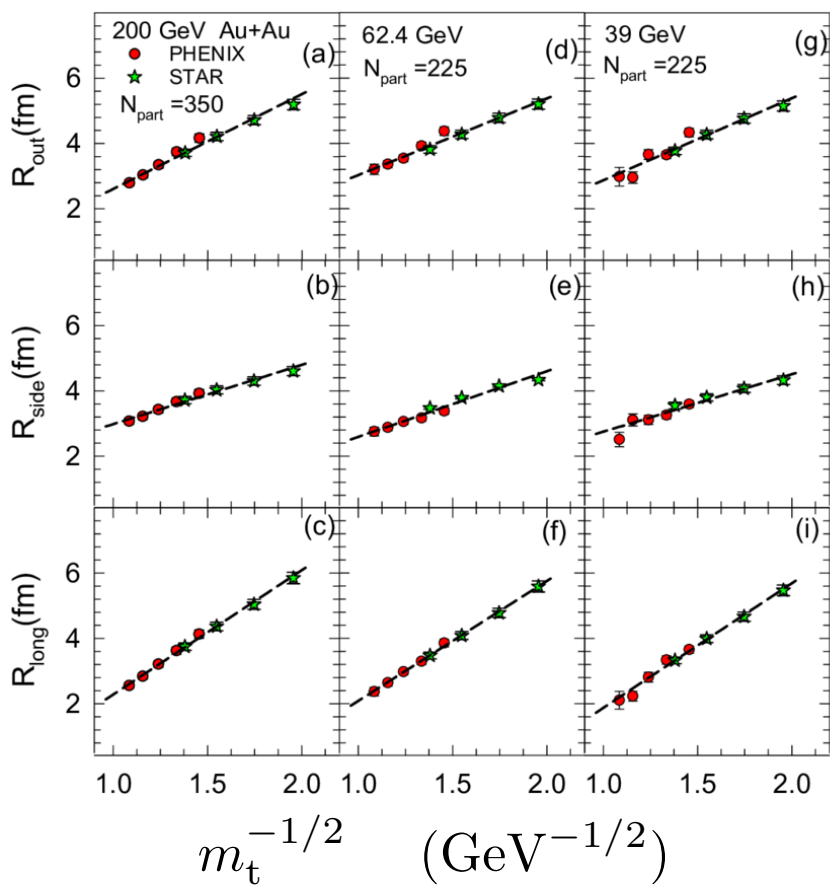 200 GeV Au+Au (a)
PHENIX
STAR
N_part =350
62.4 GeV (d)
N_part =225
39 GeV (g)
N_part =225
R_out(fm)
6
4
2
(b)
(e)
(h)
R_side(fm)
6
4
2
(c)
(f)
(i)
R_long(fm)
6
4
2
1.0 1.5 2.0 1.0 1.5 2.0 1.0 1.5 2.0
m_t^{-1/2} (GeV^{-1/2})